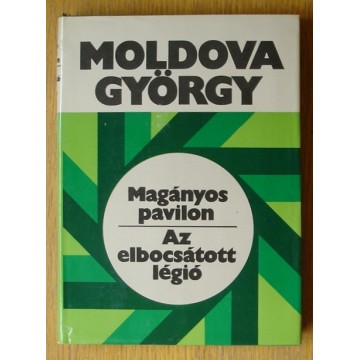 MOLDOVA
GYÖRGY
Magányos
pavilon
Az
elbocsátott
légió